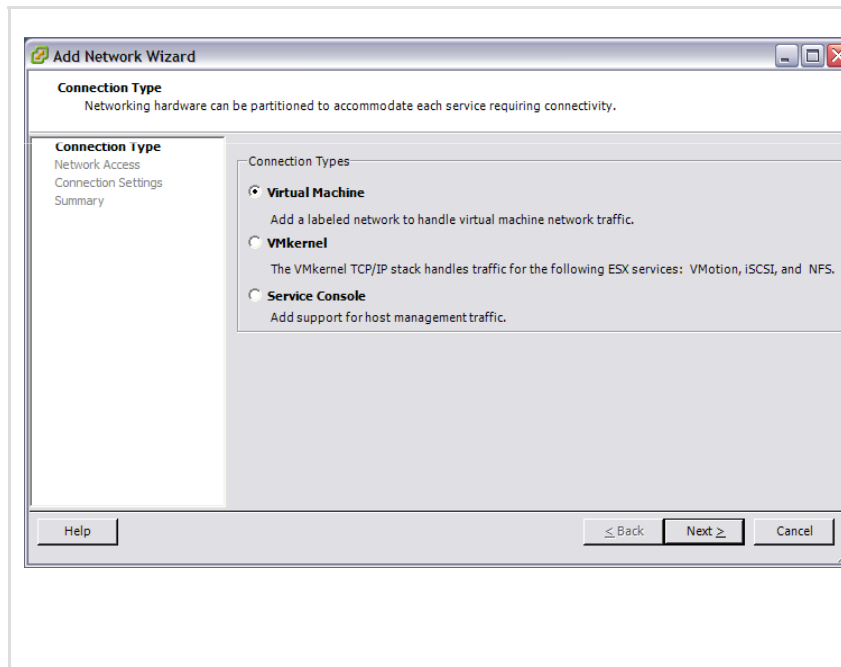 Add Network Wizard
Connection Type
Networking hardware can be partitioned to accommodate each service requiring connectivity.
Connection Type
Network Access
Connection Settings
Summary
Connection Types
Virtual Machine
Add a labeled network to handle virtual machine network traffic.
VMkernel
The VMkernel TCP/IP stack handles traffic for the following ESX services: VMotion, iSCSI, and NFS.
Service Console
Add support for host management traffic.
Help
< Back
Next >
Cancel